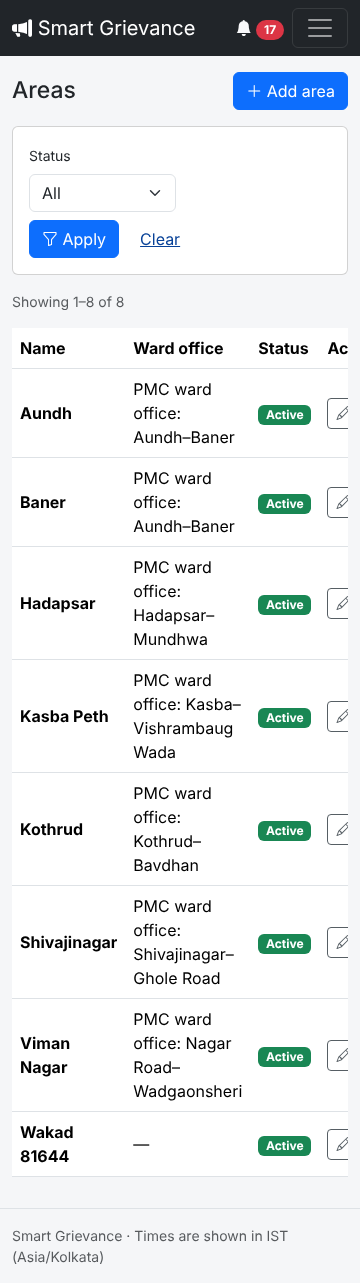 Smart Grievance 17
Areas
Add area
Status
All
Apply Clear
Showing 1–8 of 8
Name Ward office Status Ac
Aundh PMC ward office: Aundh–Baner Active
Baner PMC ward office: Aundh–Baner Active
Hadapsar PMC ward office: Hadapsar–Mundhwa Active
Kasba Peth PMC ward office: Kasba–Vishrambaug Wada Active
Kothrud PMC ward office: Kothrud–Bavdhan Active
Shivajinagar PMC ward office: Shivajinagar–Ghole Road Active
Viman Nagar PMC ward office: Nagar Road–Wadgaonsheri Active
Wakad 81644 — Active
Smart Grievance · Times are shown in IST
(Asia/Kolkata)